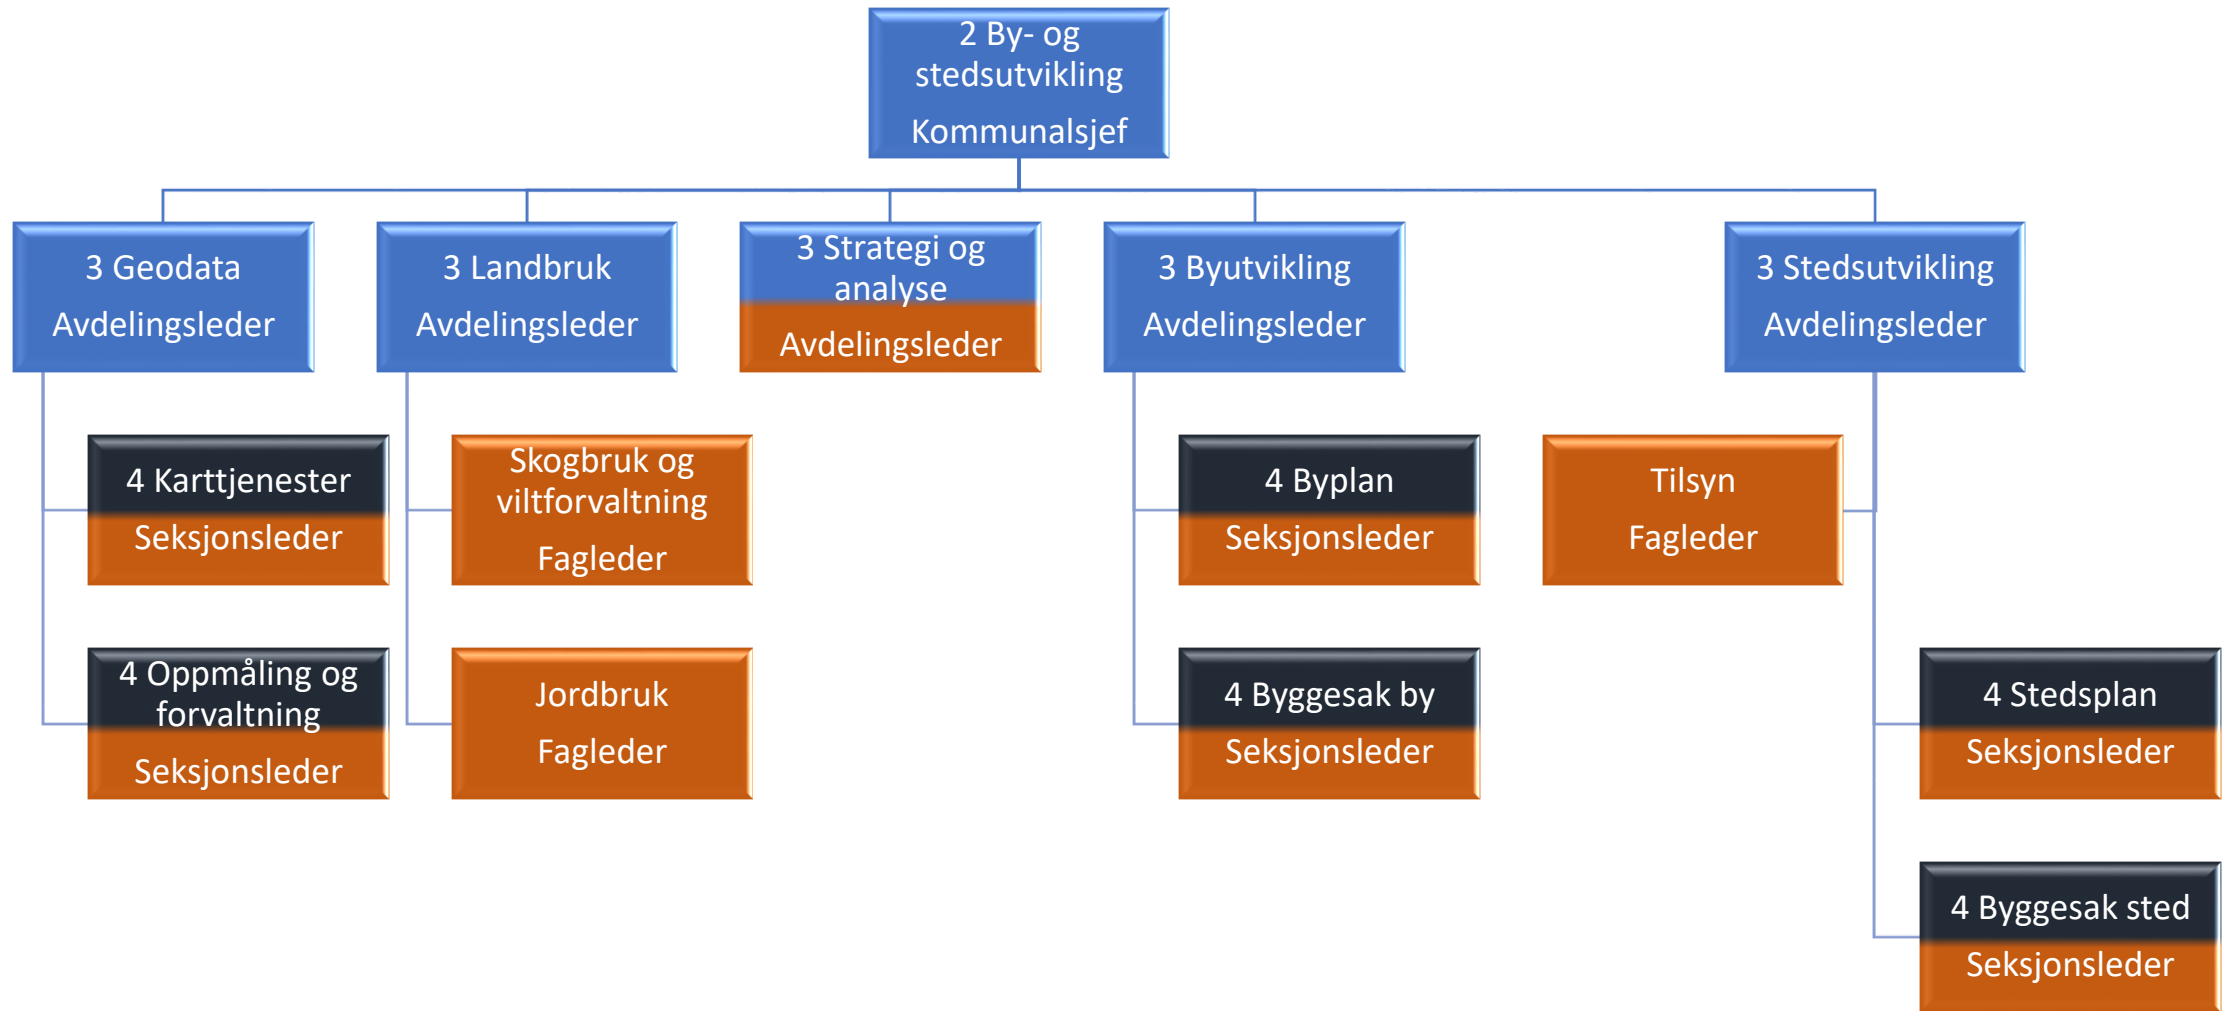 2 By- og
stedsutvikling
Kommunalsjef
3 Geodata
Avdelingsleder
3 Landbruk
Avdelingsleder
3 Strategi og
analyse
Avdelingsleder
3 Byutvikling
Avdelingsleder
3 Stedsutvikling
Avdelingsleder
4 Karttjenester
Seksjonsleder
Skogbruk og
viltforvaltning
Fagleder
4 Byplan
Seksjonsleder
Tilsyn
Fagleder
4 Oppmåling og
forvaltning
Seksjonsleder
Jordbruk
Fagleder
4 Byggesak by
Seksjonsleder
4 Stedsplan
Seksjonsleder
4 Byggesak sted
Seksjonsleder